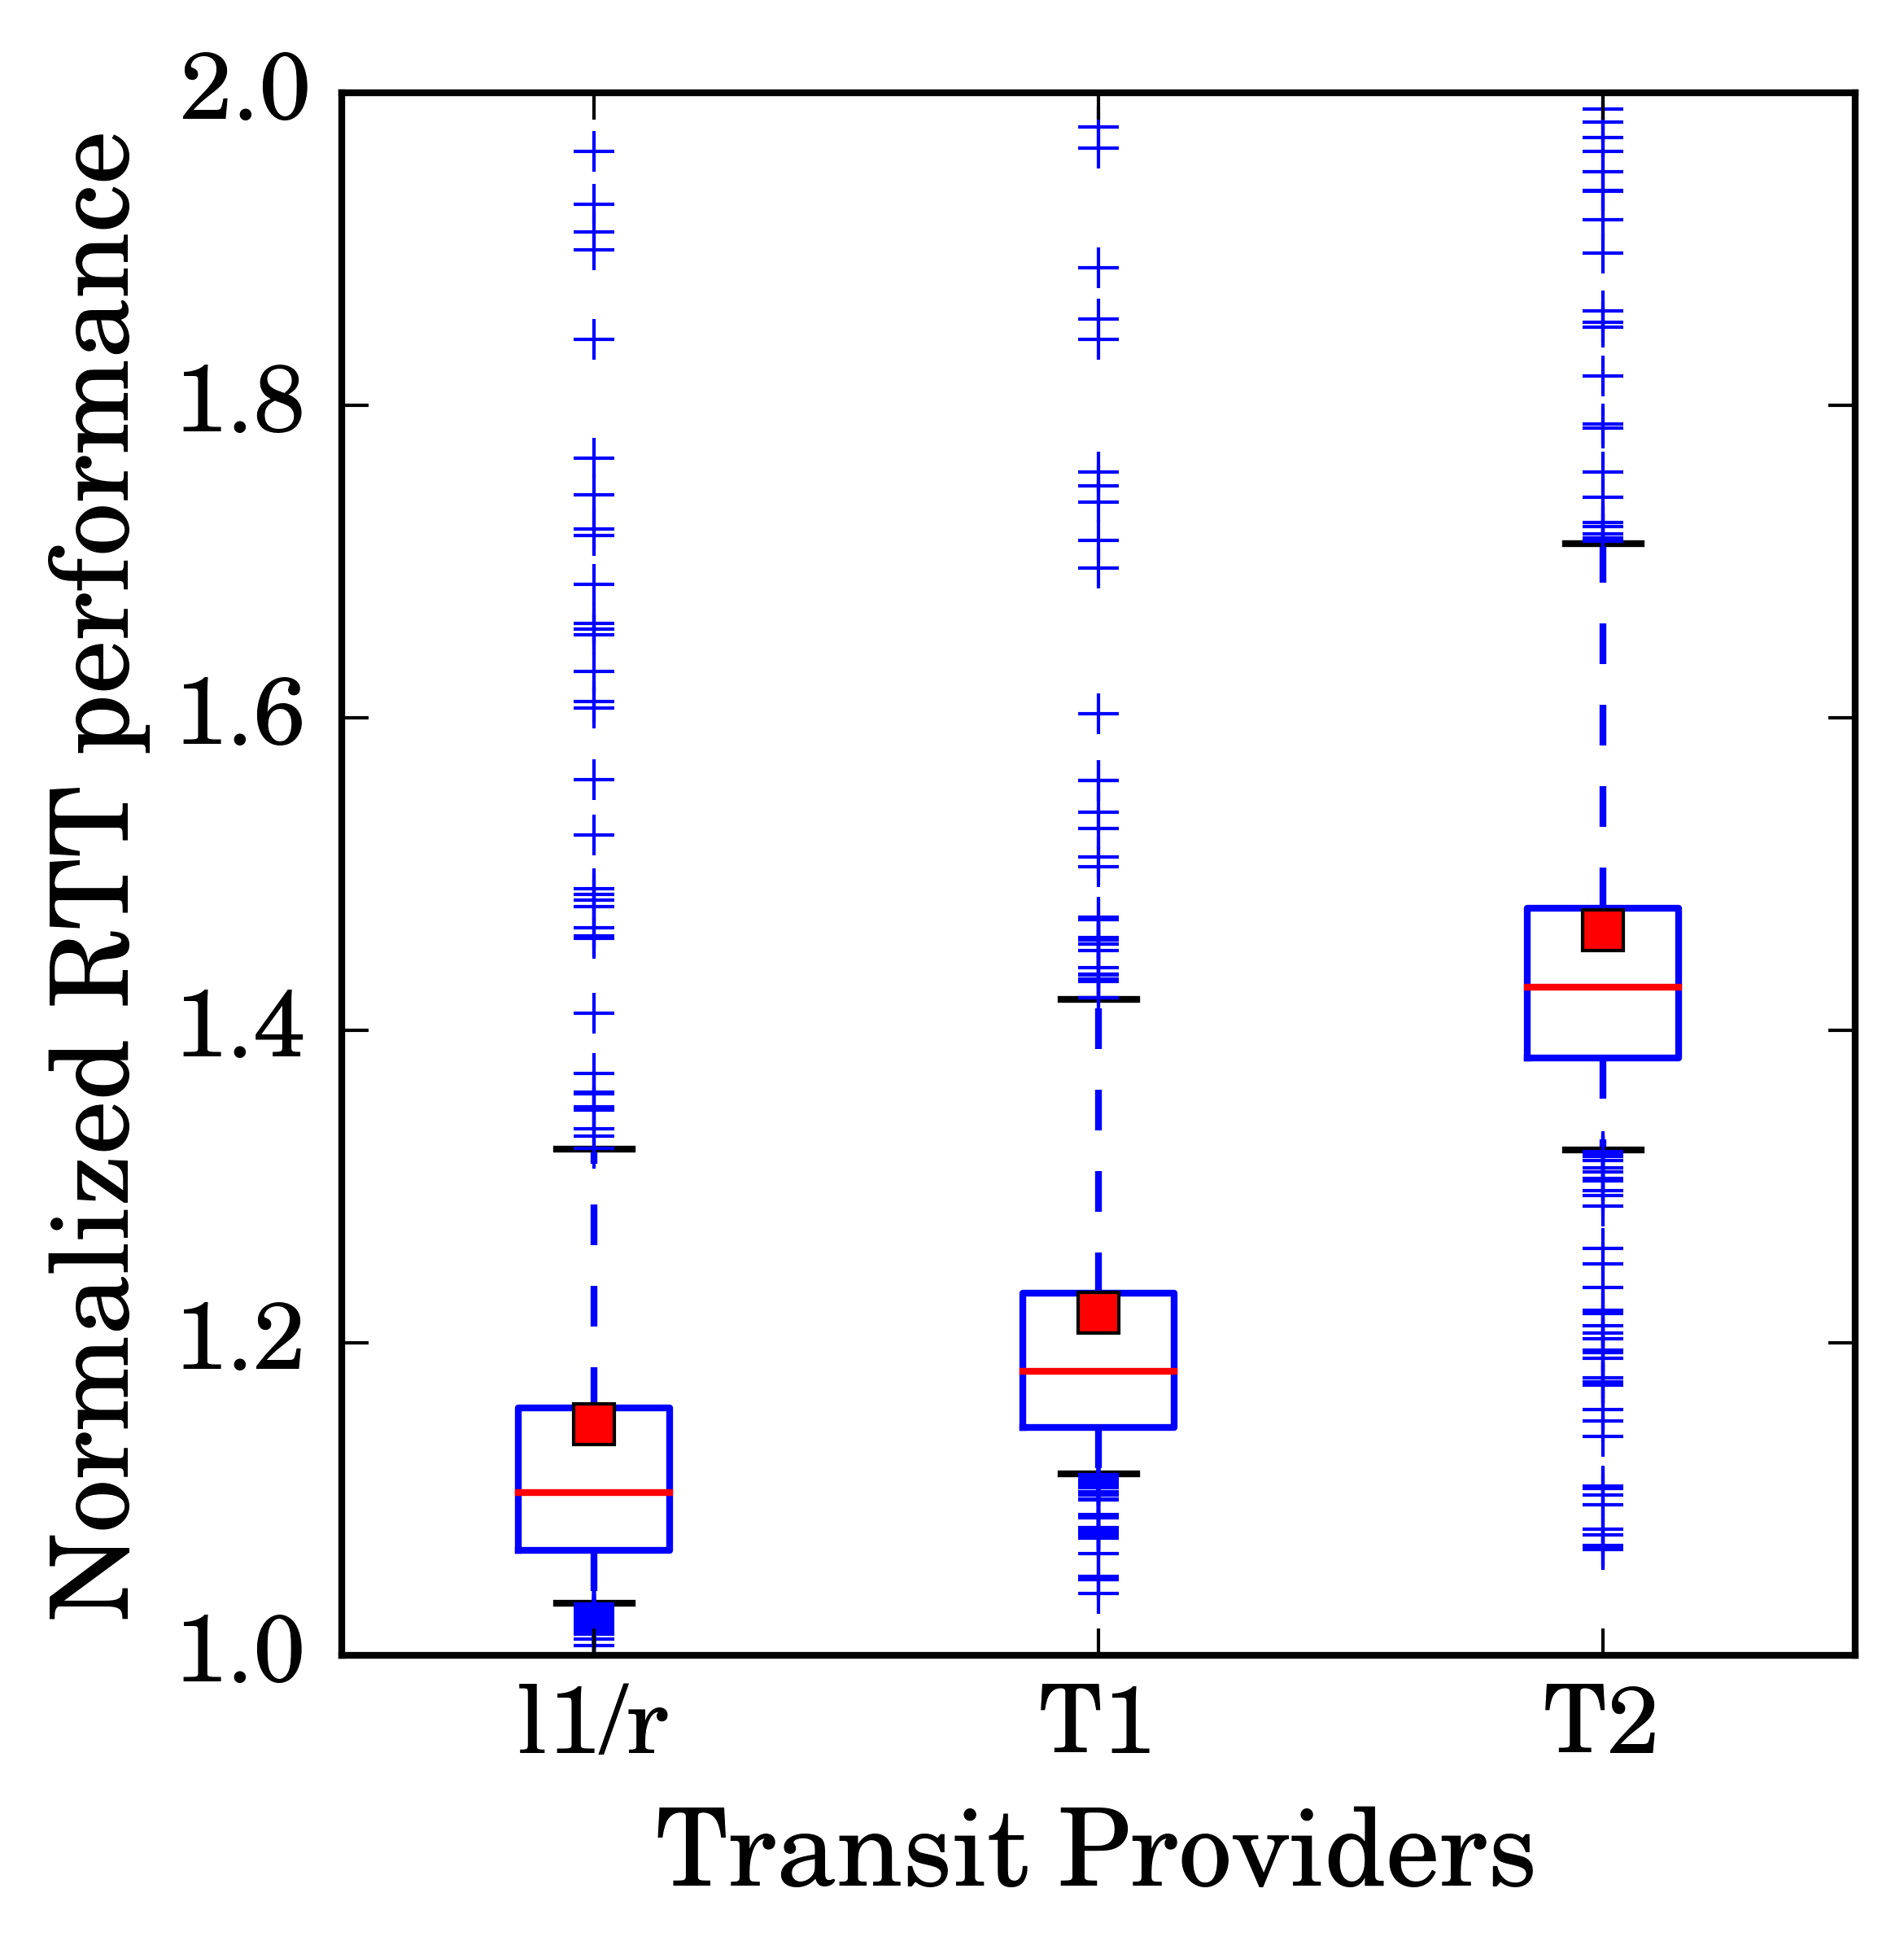 Normalized RTT performance
2.0
1.8
1.6
1.4
1.2
1.0
l1/r T1 T2
Transit Providers